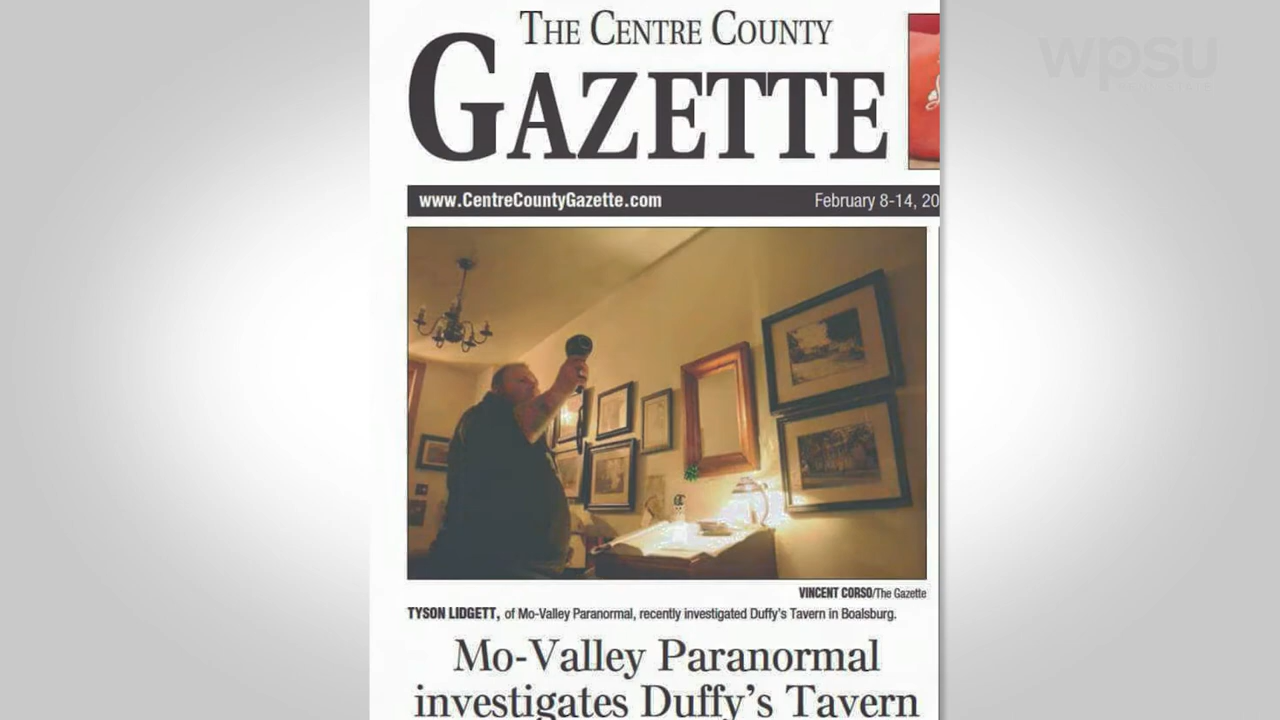 THE CENTRE COUNTY
GAZETTE
wpsu
www.CentreCountyGazette.com
February 8-14, 20
VINCENT CORSO/The Gazette
TYSON LIDGETT, of Mo-Valley Paranormal, recently investigated Duffy's Tavern in Boalsburg.
Mo-Valley Paranormal
investigates Duffy's Tavern